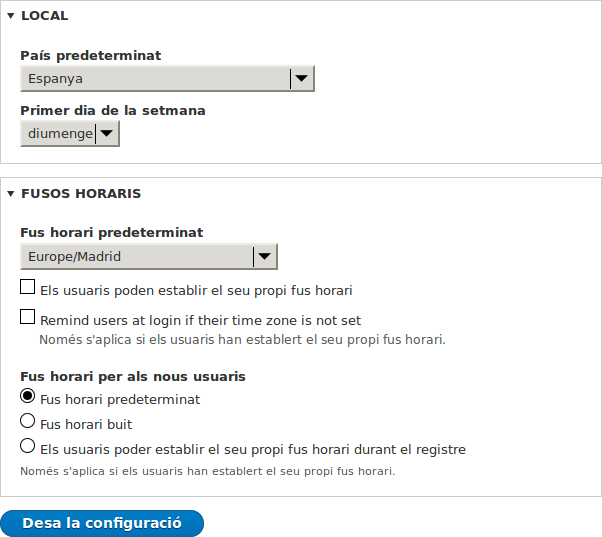 LOCAL
País predeterminat
Espanya
Primer dia de la setmana
diumenge
FUSOS HORARIS
Fus horari predeterminat
Europe/Madrid
Els usuaris poden establir el seu propi fus horari
Remind users at login if their time zone is not set
Només s'aplica si els usuaris han establert el seu propi fus horari.
Fus horari per als nous usuaris
Fus horari predeterminat
Fus horari buit
Els usuaris poder establir el seu propi fus horari durant el registre
Només s'aplica si els usuaris han establert el seu propi fus horari.
Desa la configuració